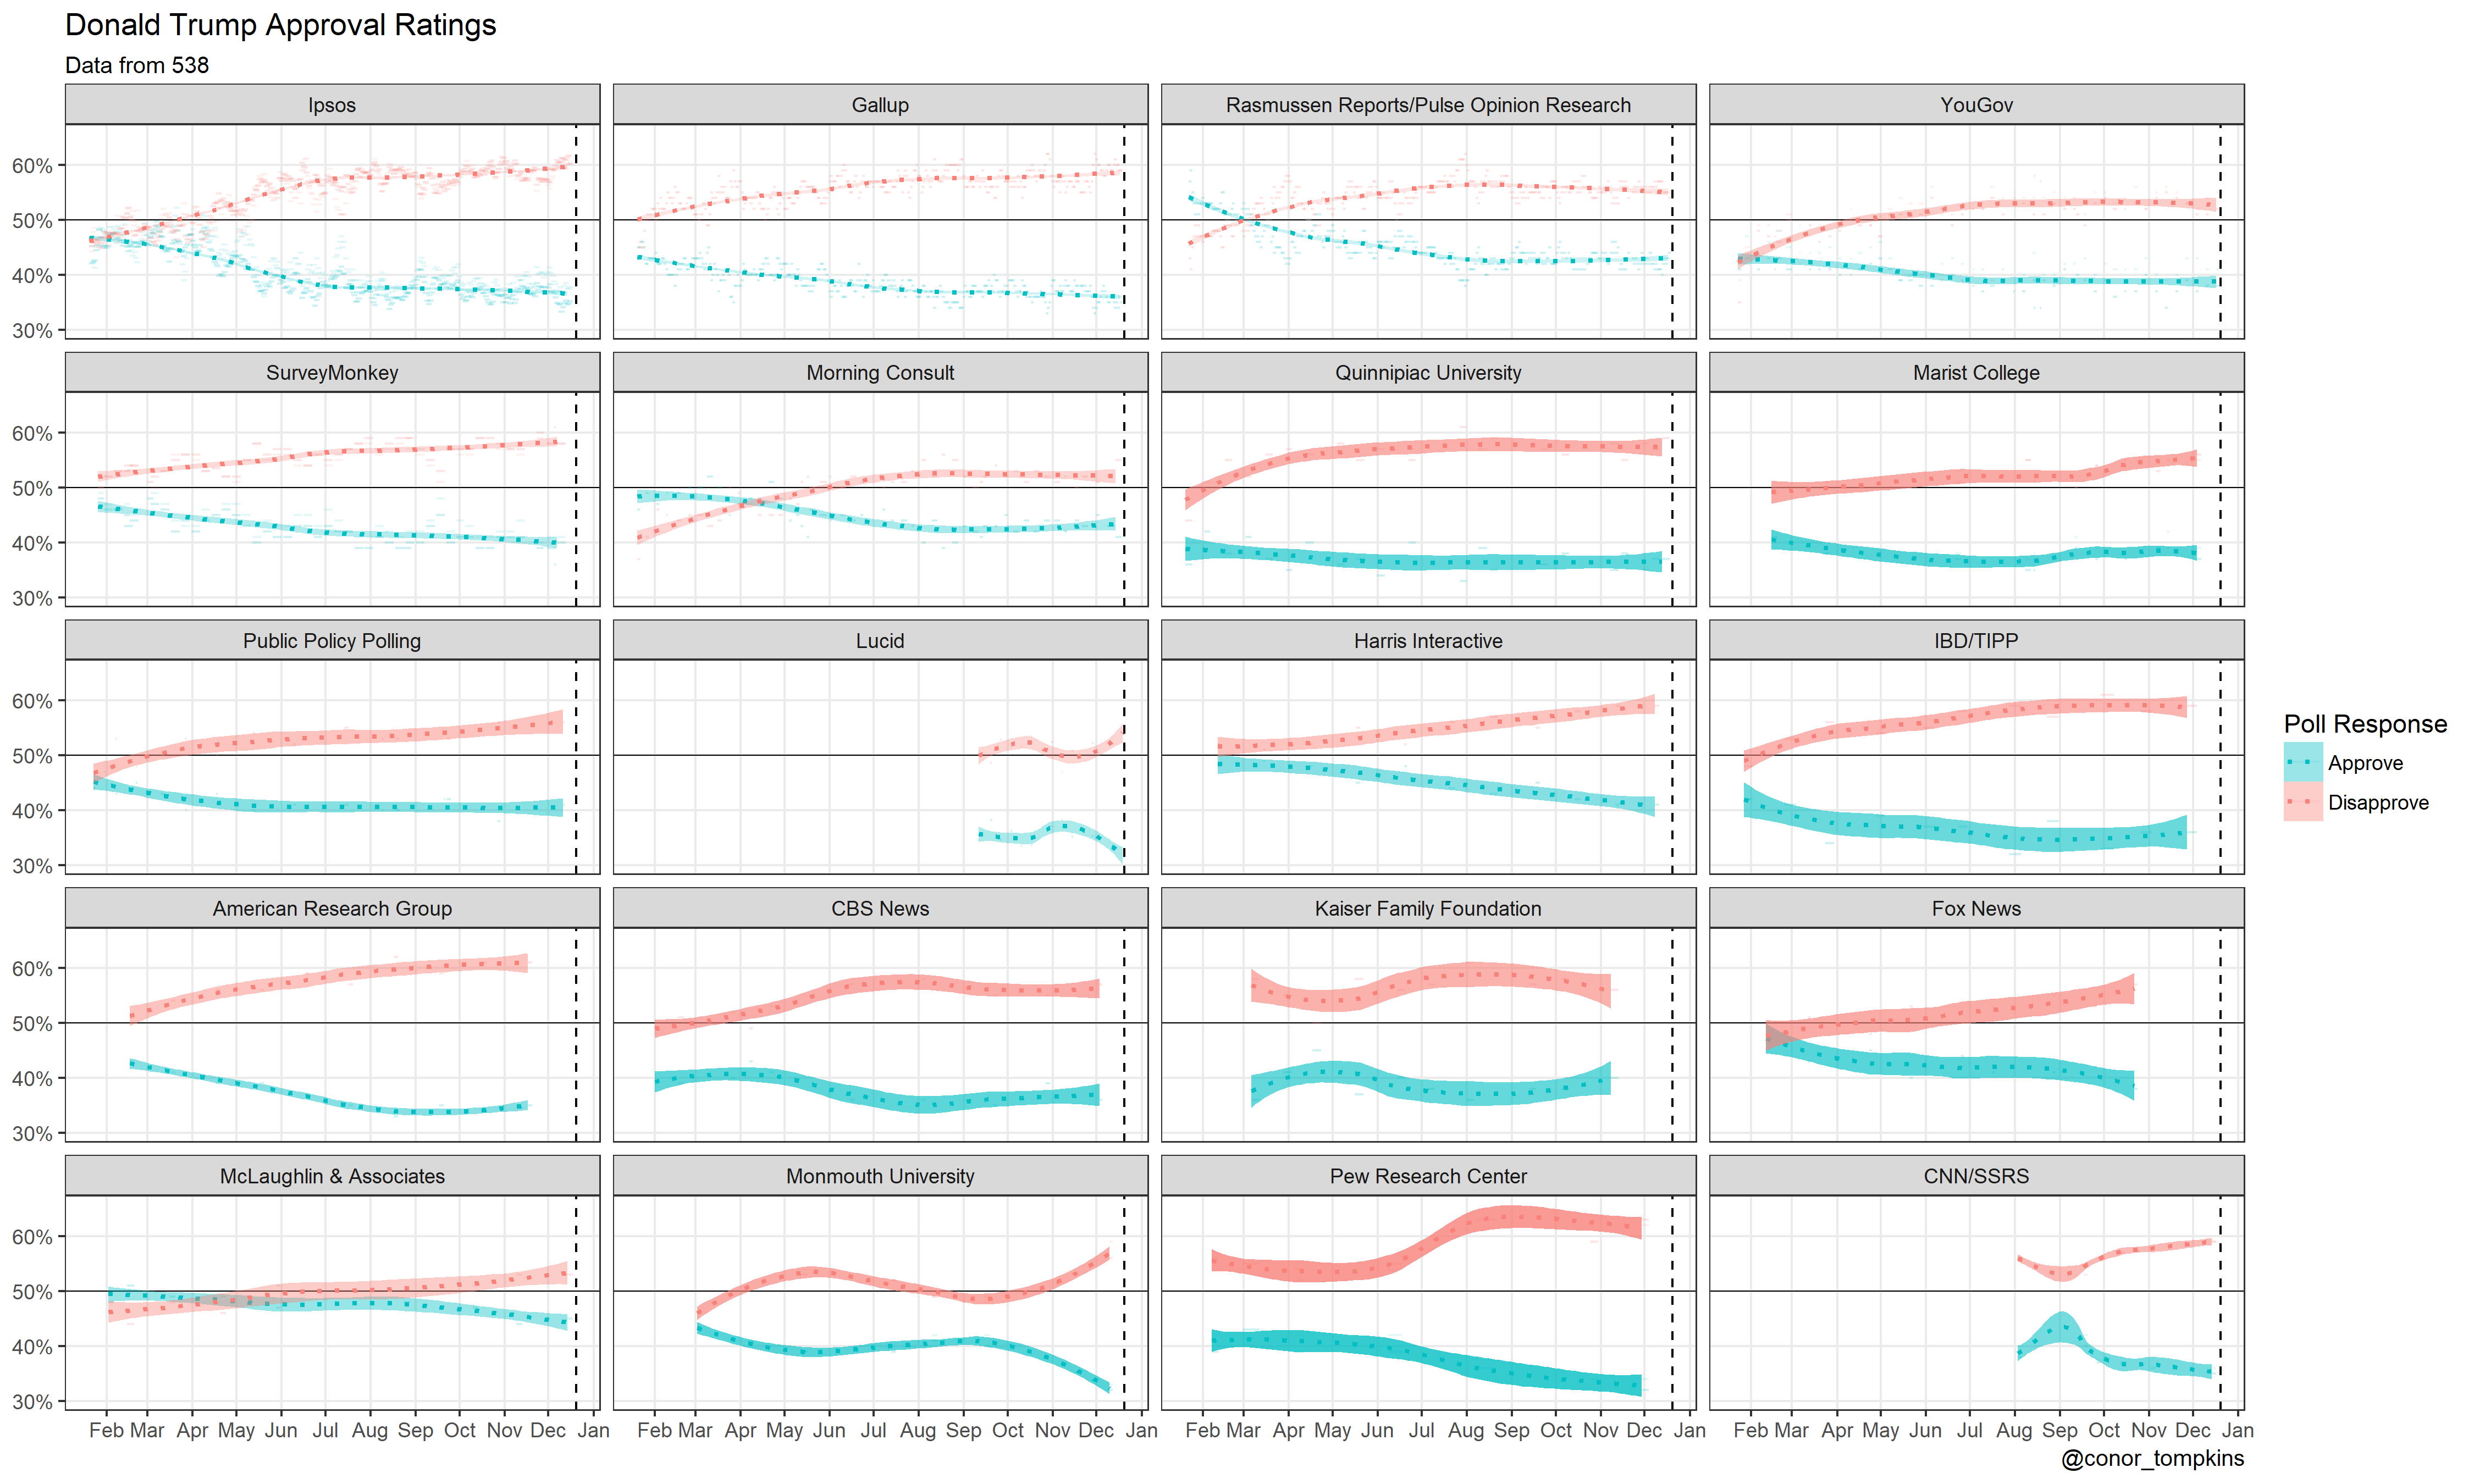 Donald Trump Approval Ratings
Data from 538
Ipsos Gallup Rasmussen Reports/Pulse Opinion Research YouGov
60%
50%
40%
30%
SurveyMonkey Morning Consult Quinnipiac University Marist College
60%
50%
40%
30%
Public Policy Polling Lucid Harris Interactive IBD/TIPP
60%
50%
40%
30%
Poll Response
Approve
Disapprove
American Research Group CBS News Kaiser Family Foundation Fox News
60%
50%
40%
30%
McLaughlin & Associates Monmouth University Pew Research Center CNN/SSRS
60%
50%
40%
30%
Feb Mar Apr May Jun Jul Aug Sep Oct Nov Dec Jan Feb Mar Apr May Jun Jul Aug Sep Oct Nov Dec Jan Feb Mar Apr May Jun Jul Aug Sep Oct Nov Dec Jan Feb Mar Apr May Jun Jul Aug Sep Oct Nov Dec Jan
@conor_tompkins